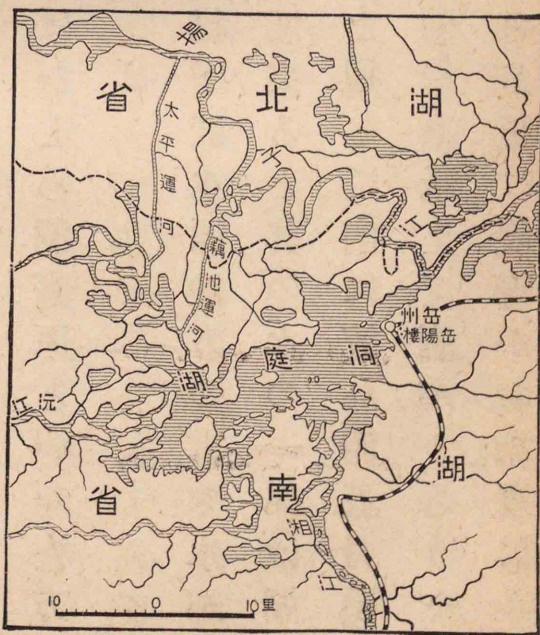 湖北省
揚子江
太平運河
藕池運河
岳州
岳陽樓
洞庭湖
沅江
湖南省
湘江
10 0 10里